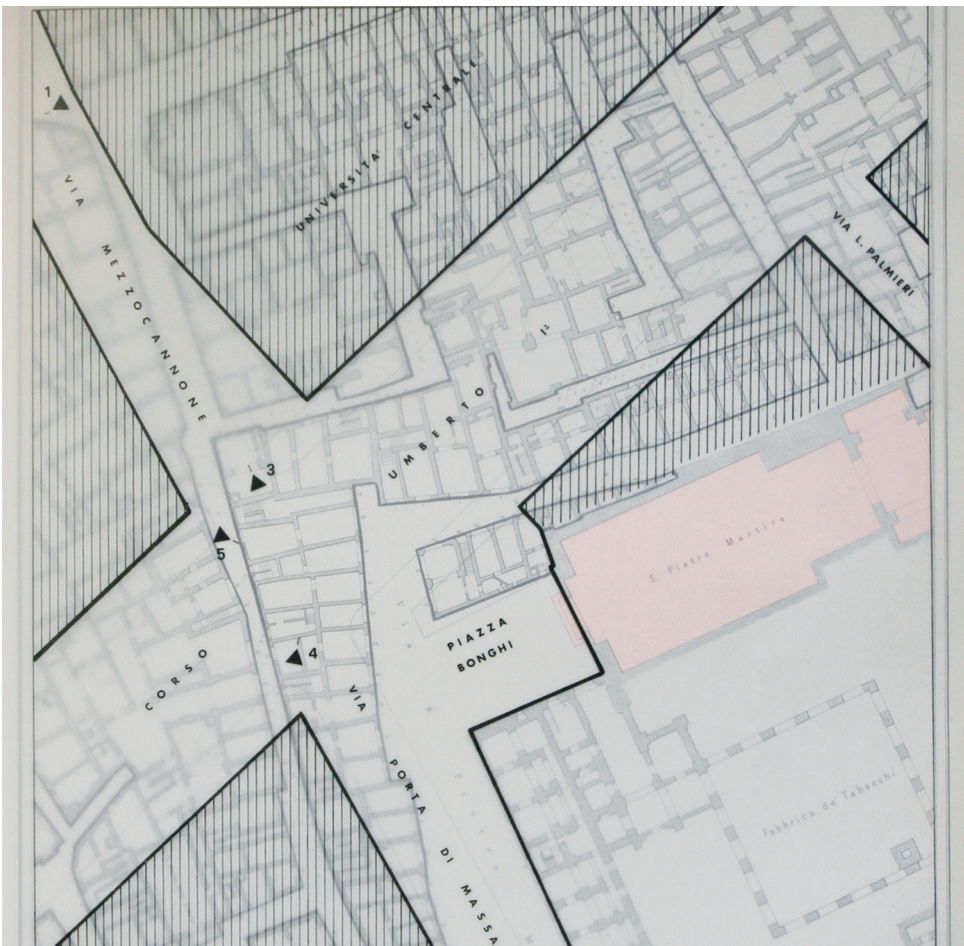 1
UNIVERSITA' CENTRALE
VIA MEZZOCANNONE
VIA L. PALMIERI
CORSO UMBERTO I°
3
5
4
S. Pietro Martire
PIAZZA
BONGHI
VIA PORTA DI MASSA
fabbrica de' Tabacchi